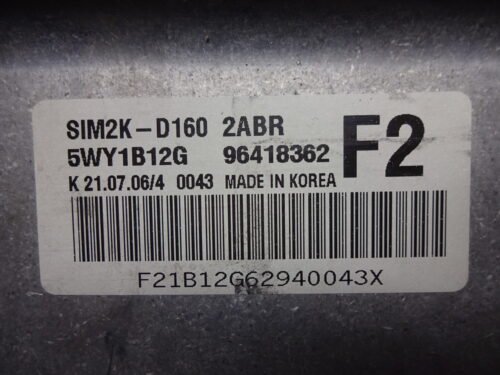 SIM2K-D160 2ABR
5WY1B12G 96418362 F2
K 21.07.06/4 0043 MADE IN KOREA
F21B12G62940043X